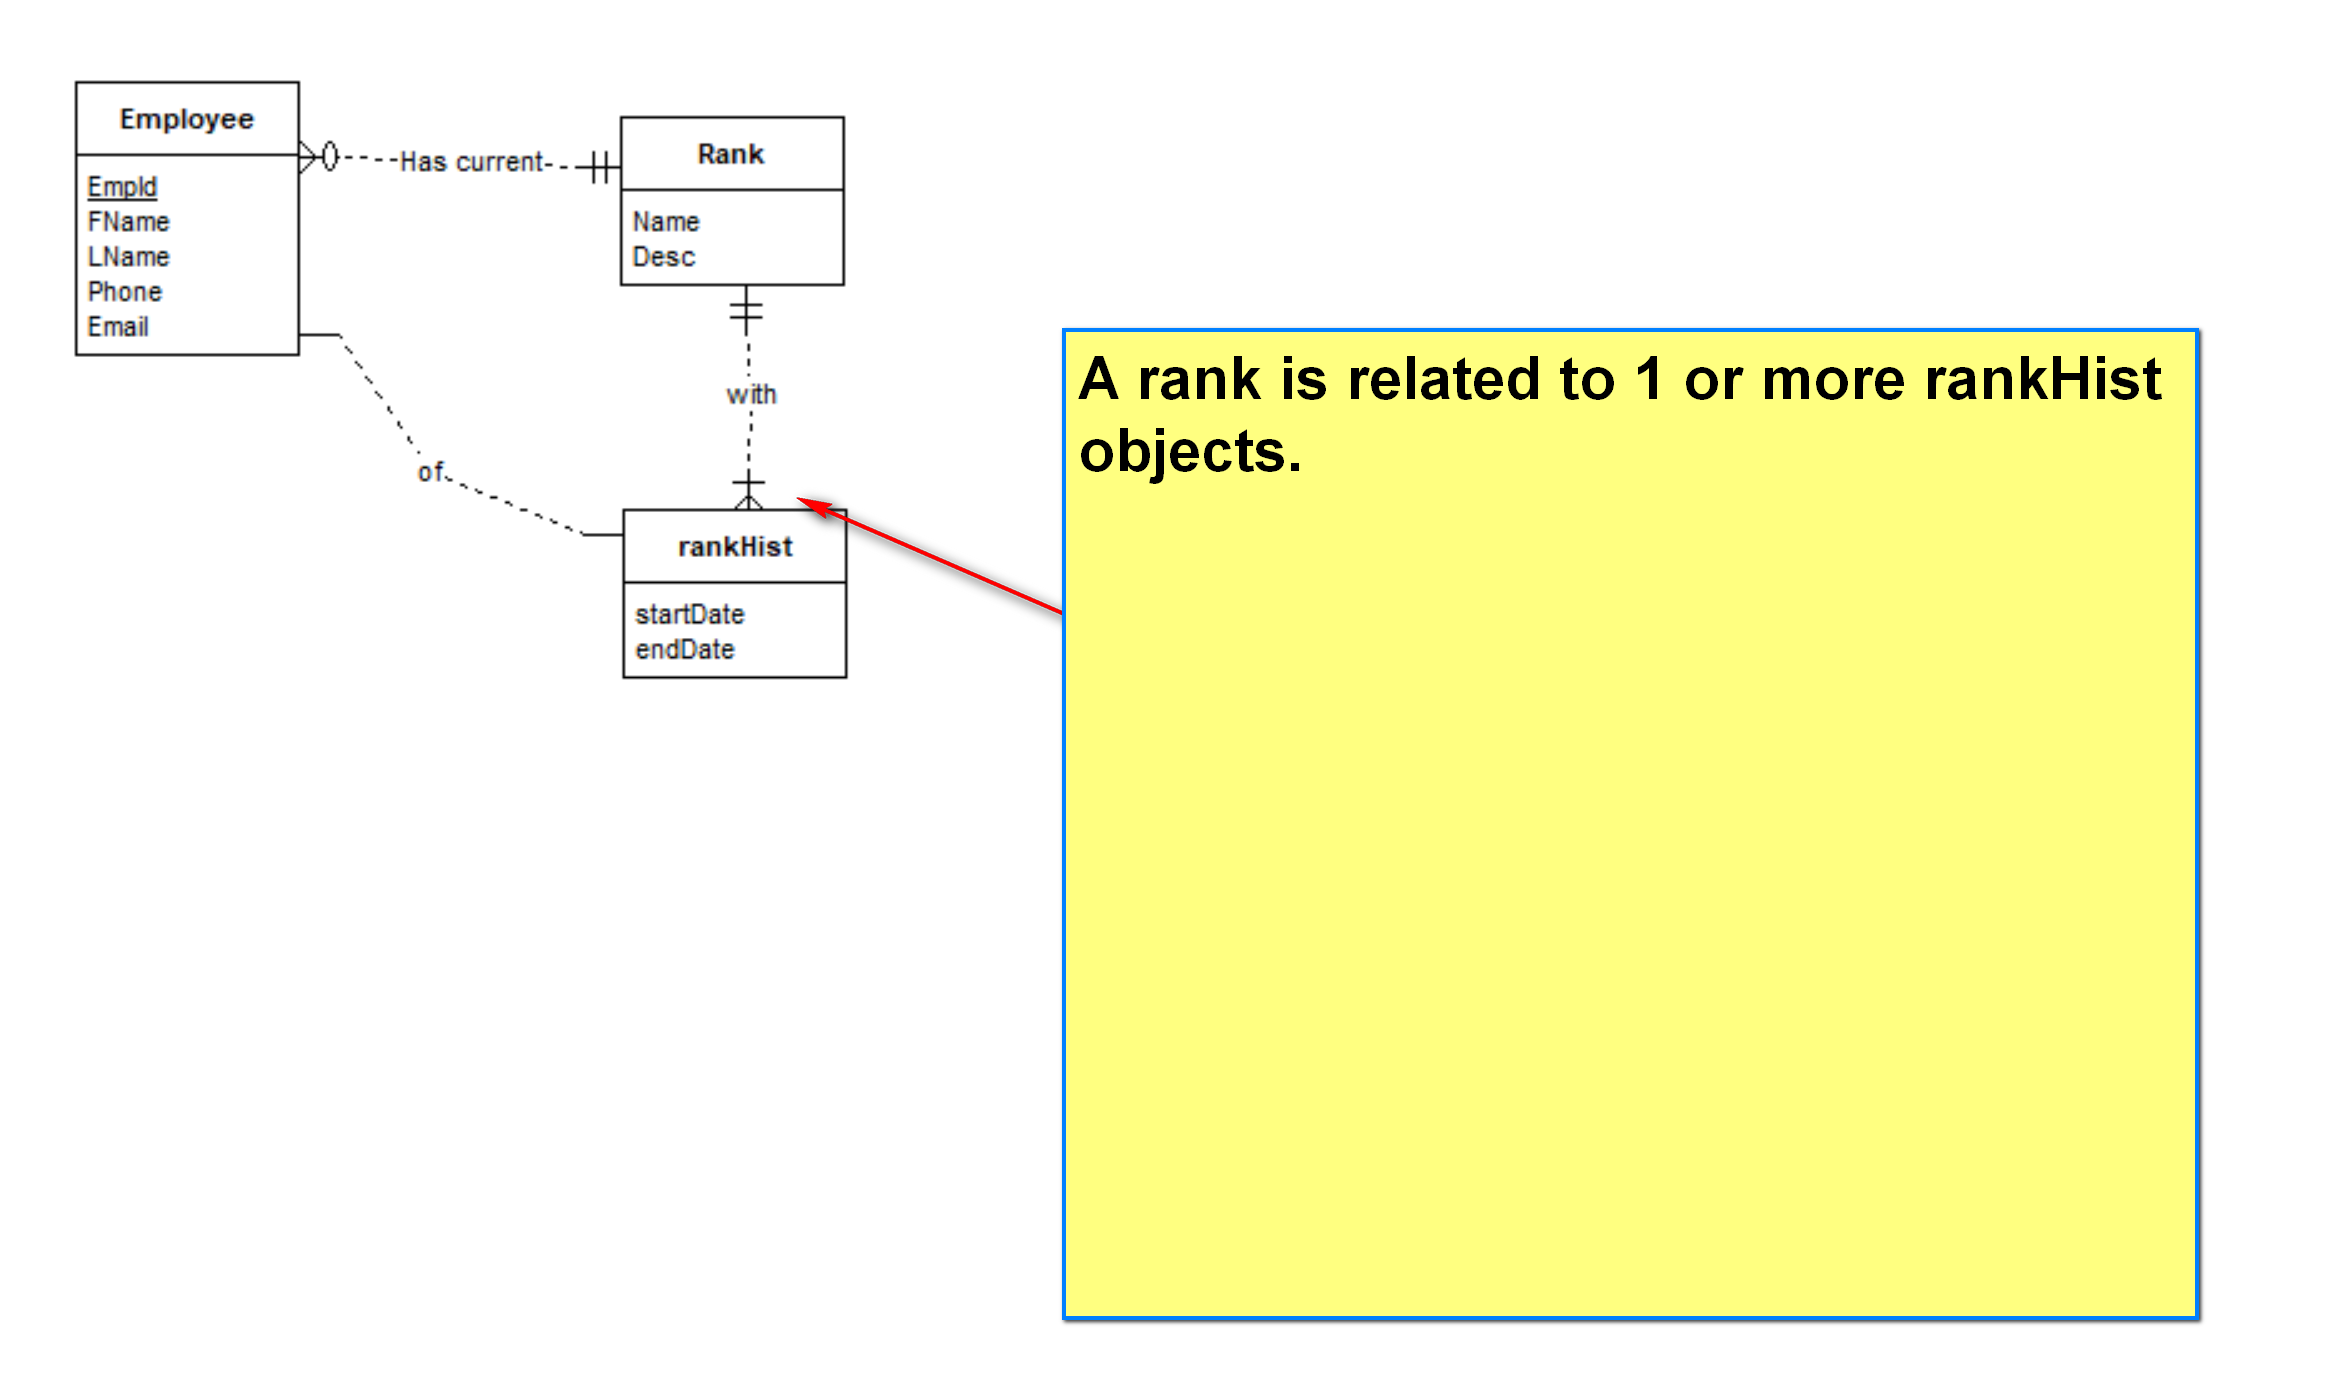 Employee
EmpId
FName
LName
Phone
Email
Has current
Rank
Name
Desc
with
of
rankHist
startDate
endDate
A rank is related to 1 or more rankHist
objects.